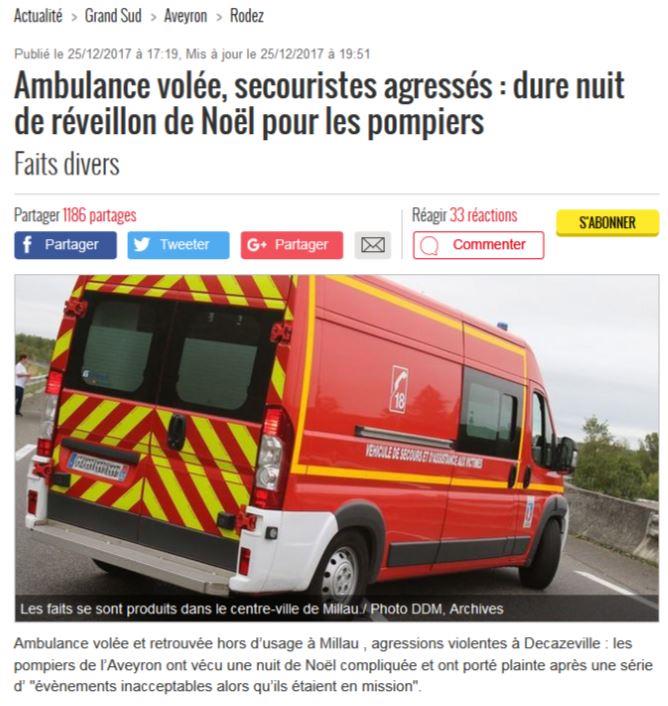 Actualité > Grand Sud > Aveyron > Rodez
Publié le 25/12/2017 à 17:19, Mis à jour le 25/12/2017 à 19:51
Ambulance volée, secouristes agressés : dure nuit
de réveillon de Noël pour les pompiers
Faits divers
Partager 1186 partages
Réagir 33 réactions
S'ABONNER
f Partager
Tweeter
G+ Partager
Commenter
18
VEHICULE DE SECOURS ET D'ASSISTANCE AUX VICTIMES
Les faits se sont produits dans le centre-ville de Millau./ Photo DDM, Archives
Ambulance volée et retrouvée hors d'usage à Millau , agressions violentes à Decazeville : les
pompiers de l'Aveyron ont vécu une nuit de Noël compliquée et ont porté plainte après une série
d' "évènements inacceptables alors qu'ils étaient en mission".